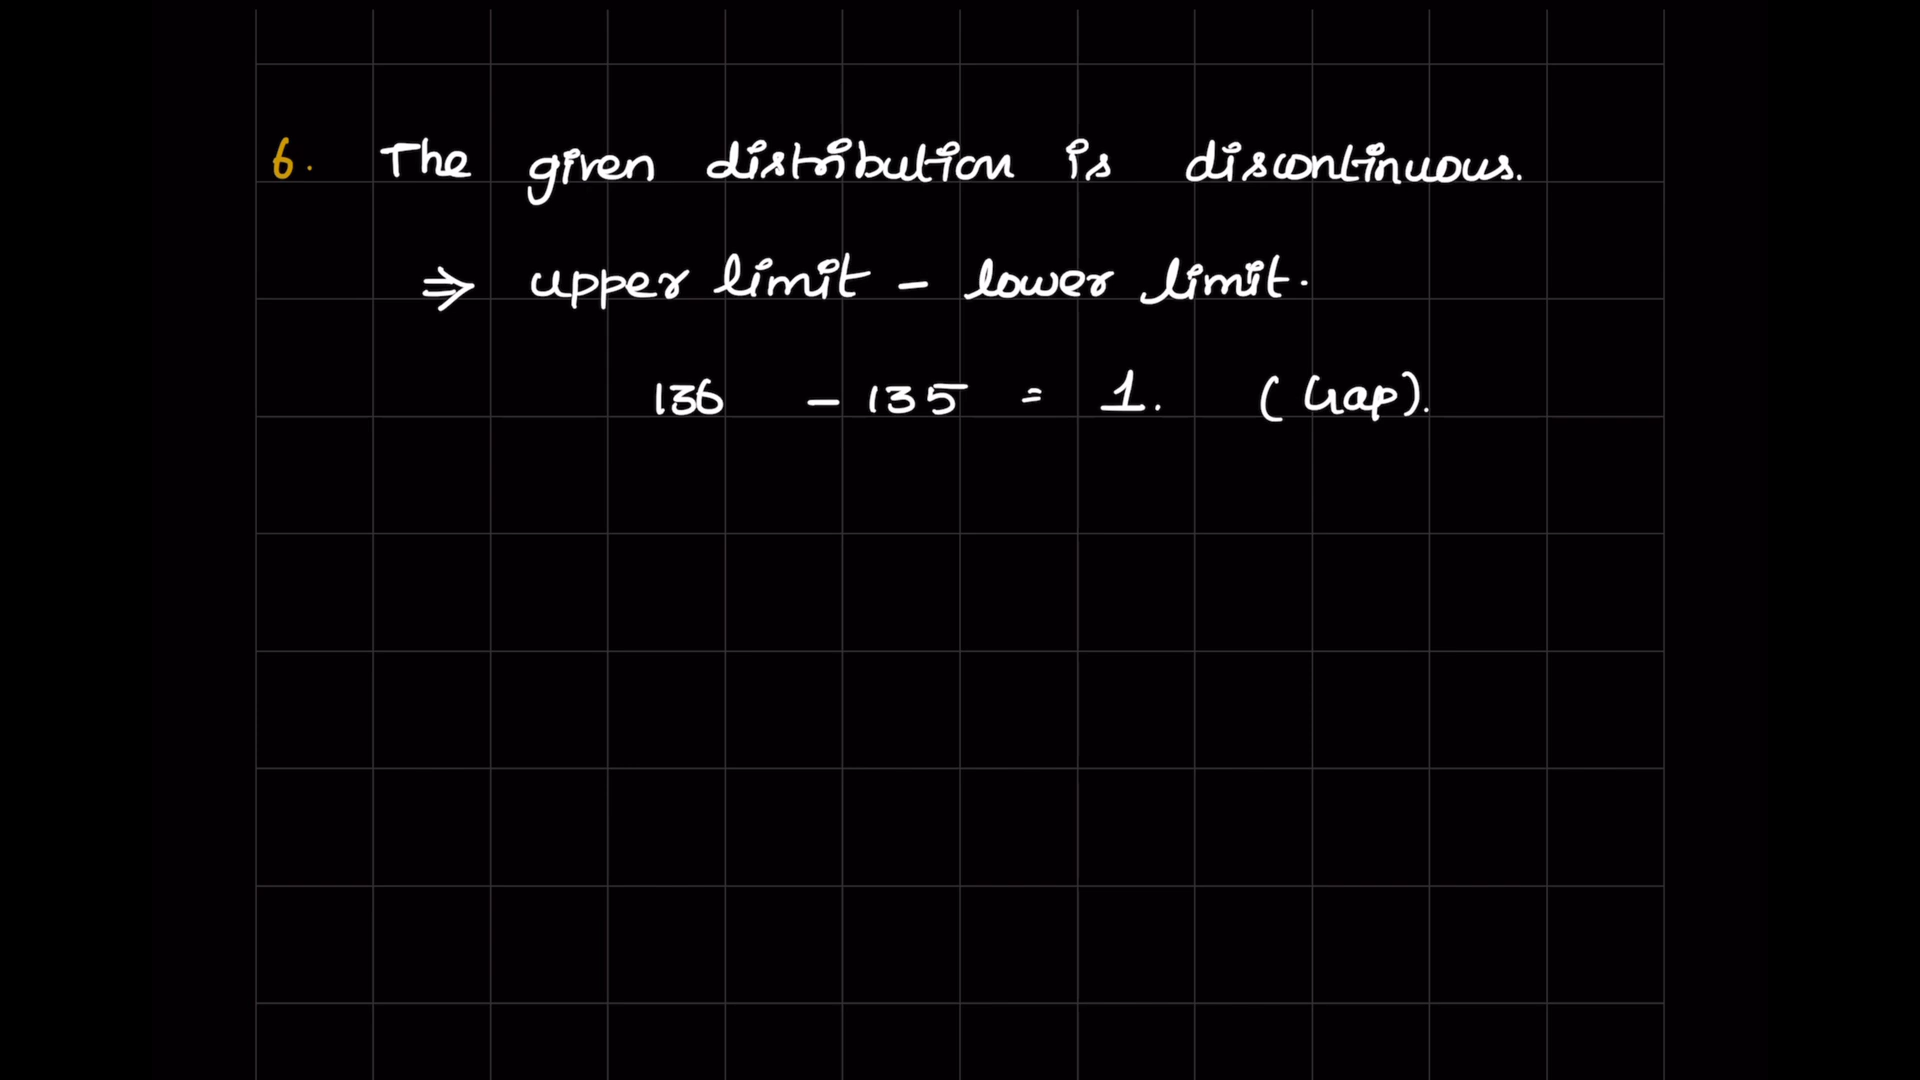 6. The given distribution is discontinuous.
⇒ upper limit - lower limit.
136 - 135 = 1. (Gap).